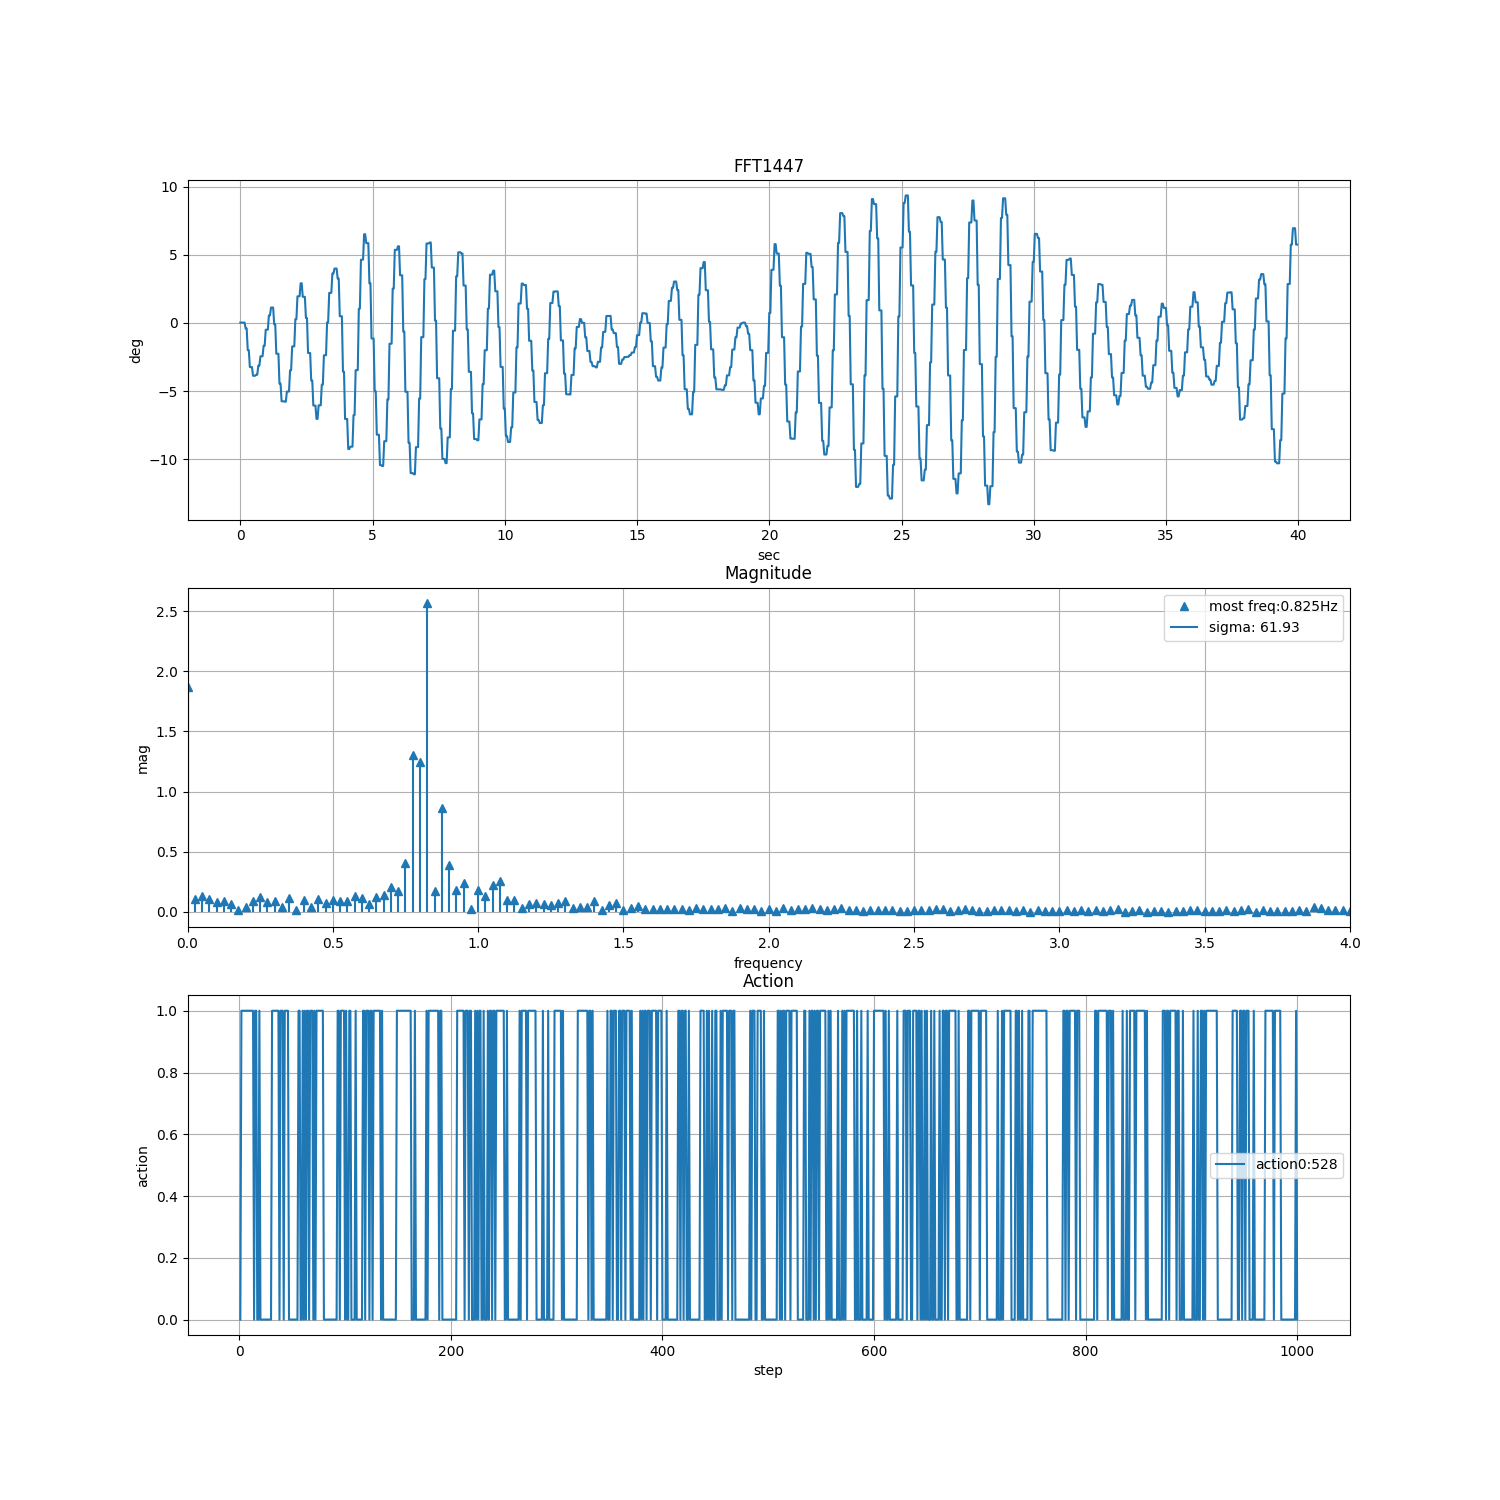 FFT1447
10
5
0
−5
−10
deg
0 5 10 15 20 25 30 35 40
sec
Magnitude
most freq:0.825Hz
sigma: 61.93
2.5
2.0
1.5
1.0
0.5
0.0
mag
0.0 0.5 1.0 1.5 2.0 2.5 3.0 3.5 4.0
frequency
Action
1.0
0.8
0.6
0.4
0.2
0.0
action
action0:528
0 200 400 600 800 1000
step